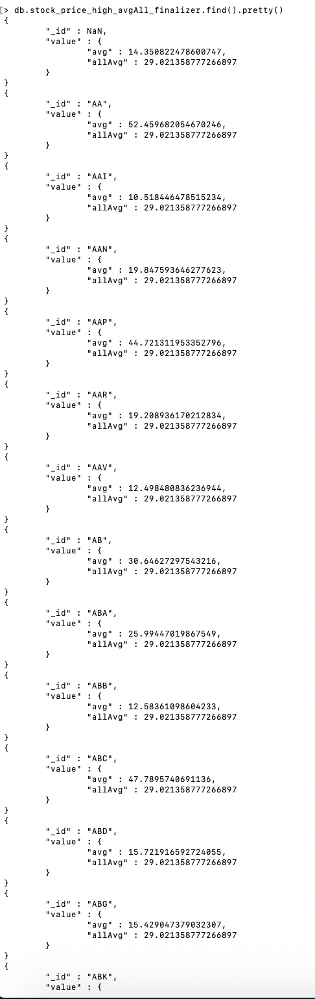 [> db.stock_price_high_avgAll_finalizer.find().pretty()
{
        "_id" : NaN,
        "value" : {
                "avg" : 14.350822478600747,
                "allAvg" : 29.021358777266897
        }
}
{
        "_id" : "AA",
        "value" : {
                "avg" : 52.459682054670246,
                "allAvg" : 29.021358777266897
        }
}
{
        "_id" : "AAI",
        "value" : {
                "avg" : 10.518446478515234,
                "allAvg" : 29.021358777266897
        }
}
{
        "_id" : "AAN",
        "value" : {
                "avg" : 19.847593646277623,
                "allAvg" : 29.021358777266897
        }
}
{
        "_id" : "AAP",
        "value" : {
                "avg" : 44.721311953352796,
                "allAvg" : 29.021358777266897
        }
}
{
        "_id" : "AAR",
        "value" : {
                "avg" : 19.208936170212834,
                "allAvg" : 29.021358777266897
        }
}
{
        "_id" : "AAV",
        "value" : {
                "avg" : 12.498480836236944,
                "allAvg" : 29.021358777266897
        }
}
{
        "_id" : "AB",
        "value" : {
                "avg" : 30.64627297543216,
                "allAvg" : 29.021358777266897
        }
}
{
        "_id" : "ABA",
        "value" : {
                "avg" : 25.99447019867549,
                "allAvg" : 29.021358777266897
        }
}
{
        "_id" : "ABB",
        "value" : {
                "avg" : 12.58361098604233,
                "allAvg" : 29.021358777266897
        }
}
{
        "_id" : "ABC",
        "value" : {
                "avg" : 47.7895740691136,
                "allAvg" : 29.021358777266897
        }
}
{
        "_id" : "ABD",
        "value" : {
                "avg" : 15.721916592724055,
                "allAvg" : 29.021358777266897
        }
}
{
        "_id" : "ABG",
        "value" : {
                "avg" : 15.429047379032307,
                "allAvg" : 29.021358777266897
        }
}
{
        "_id" : "ABK",
        "value" : {